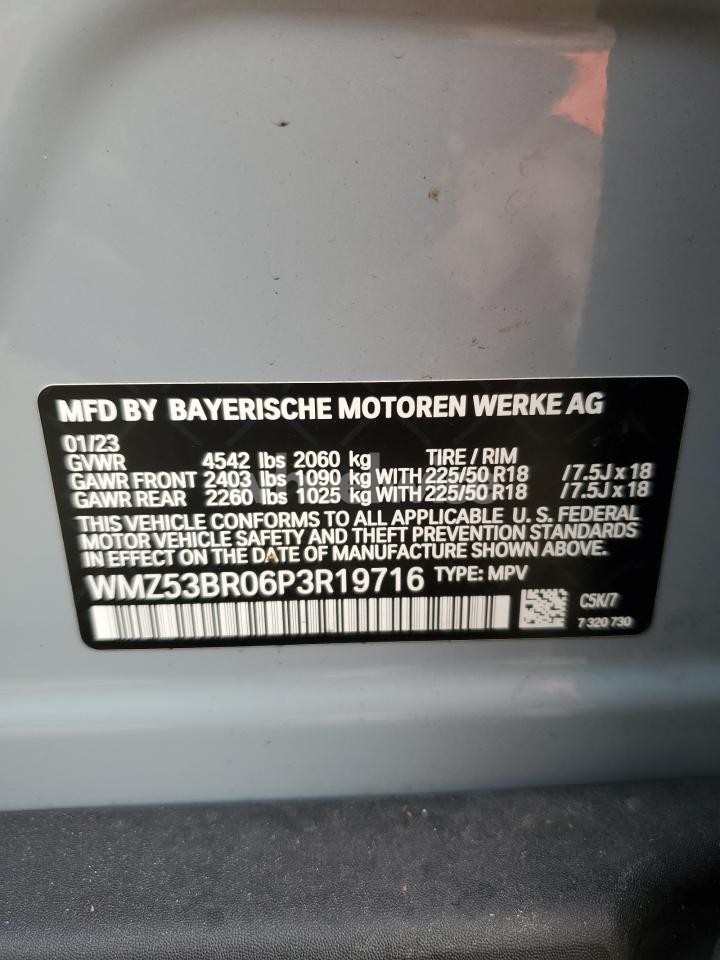 MFD BY BAYERISCHE MOTOREN WERKE AG
01/23
GVWR 4542 lbs 2060 kg TIRE / RIM
GAWR FRONT 2403 lbs 1090 kg WITH 225/50 R18 /7.5J x 18
GAWR REAR 2260 lbs 1025 kg WITH 225/50 R18 /7.5J x 18
THIS VEHICLE CONFORMS TO ALL APPLICABLE U. S. FEDERAL
MOTOR VEHICLE SAFETY AND THEFT PREVENTION STANDARDS
IN EFFECT ON THE DATE OF MANUFACTURE SHOWN ABOVE.
WMZ53BR06P3R19716 TYPE: MPV
C5K/7
7 320 730